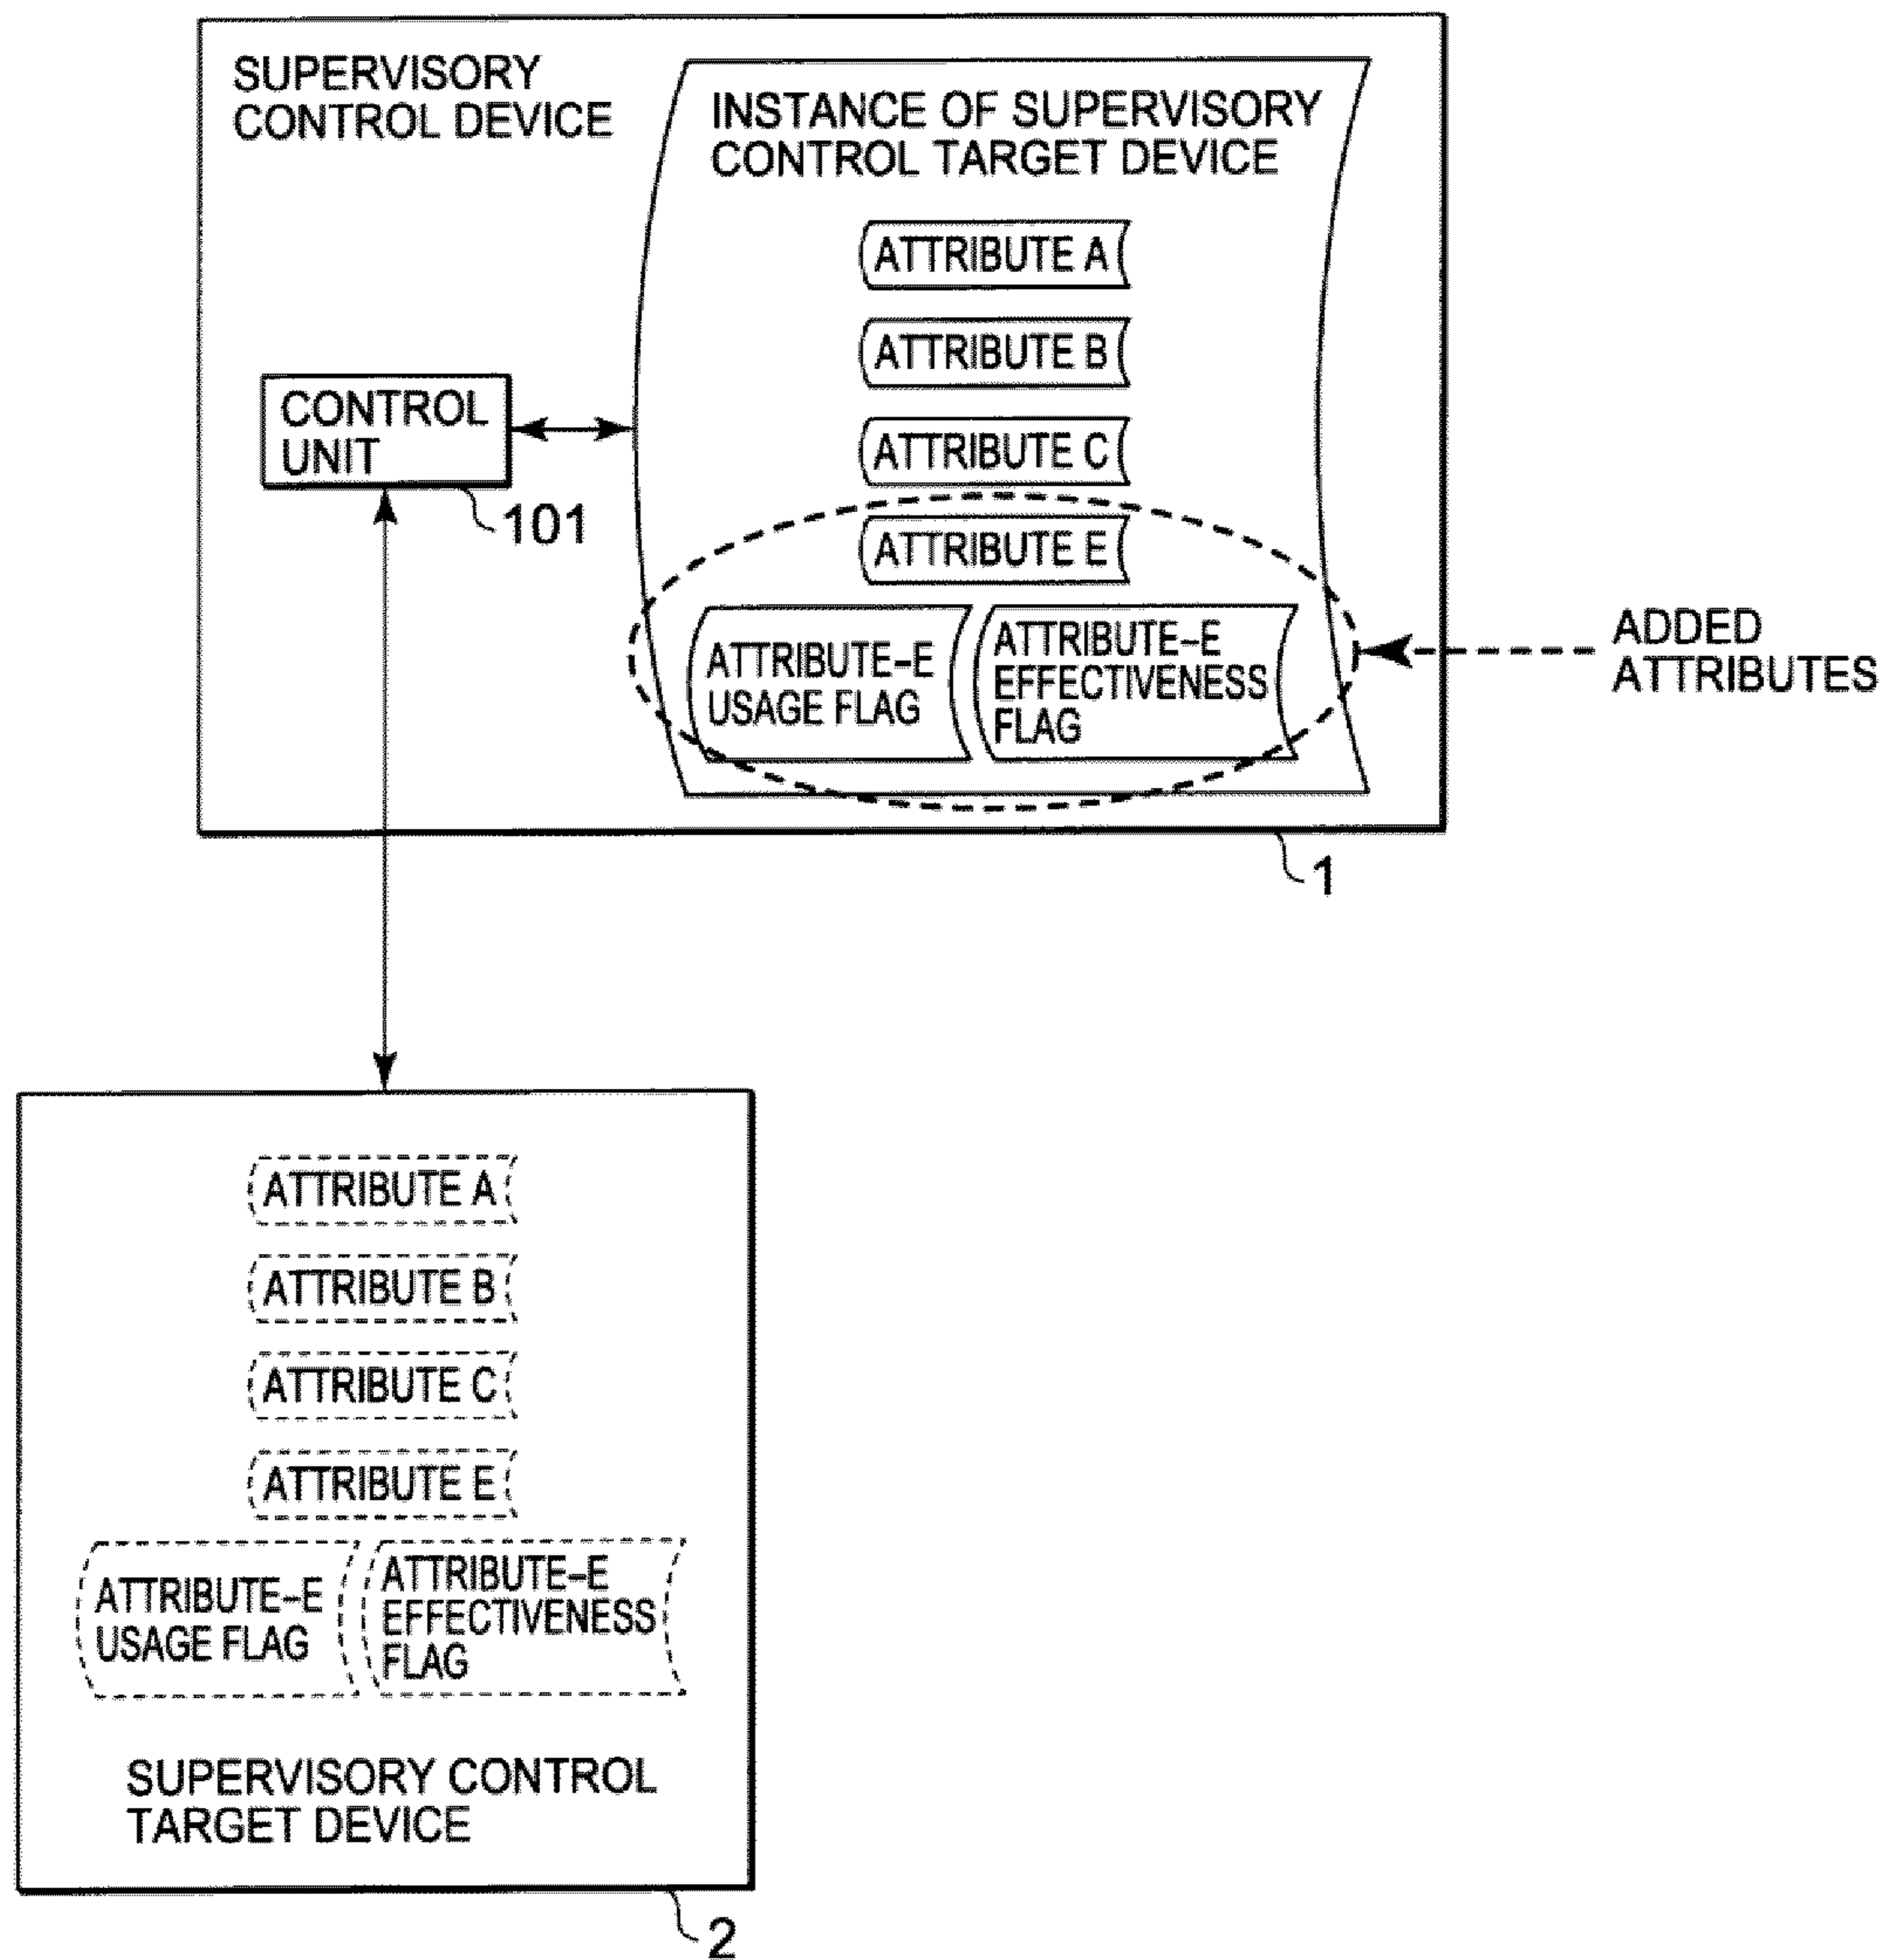 SUPERVISORY
CONTROL DEVICE
INSTANCE OF SUPERVISORY
CONTROL TARGET DEVICE
ATTRIBUTE A
ATTRIBUTE B
CONTROL
UNIT
ATTRIBUTE C
101
ATTRIBUTE E
ATTRIBUTE–E
USAGE FLAG
ATTRIBUTE–E
EFFECTIVENESS
FLAG
ADDED
ATTRIBUTES
1
ATTRIBUTE A
ATTRIBUTE B
ATTRIBUTE C
ATTRIBUTE E
ATTRIBUTE–E
USAGE FLAG
ATTRIBUTE–E
EFFECTIVENESS
FLAG
SUPERVISORY CONTROL
TARGET DEVICE
2